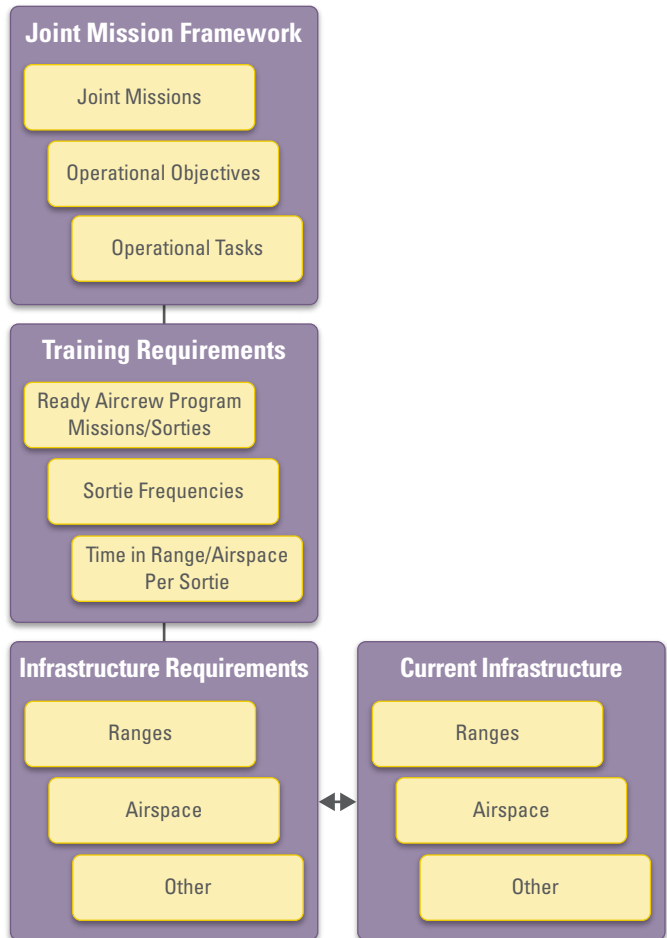 Joint Mission Framework
Joint Missions
Operational Objectives
Operational Tasks
Training Requirements
Ready Aircrew Program
Missions/Sorties
Sortie Frequencies
Time in Range/Airspace
Per Sortie
Infrastructure Requirements
Ranges
Airspace
Other
Current Infrastructure
Ranges
Airspace
Other